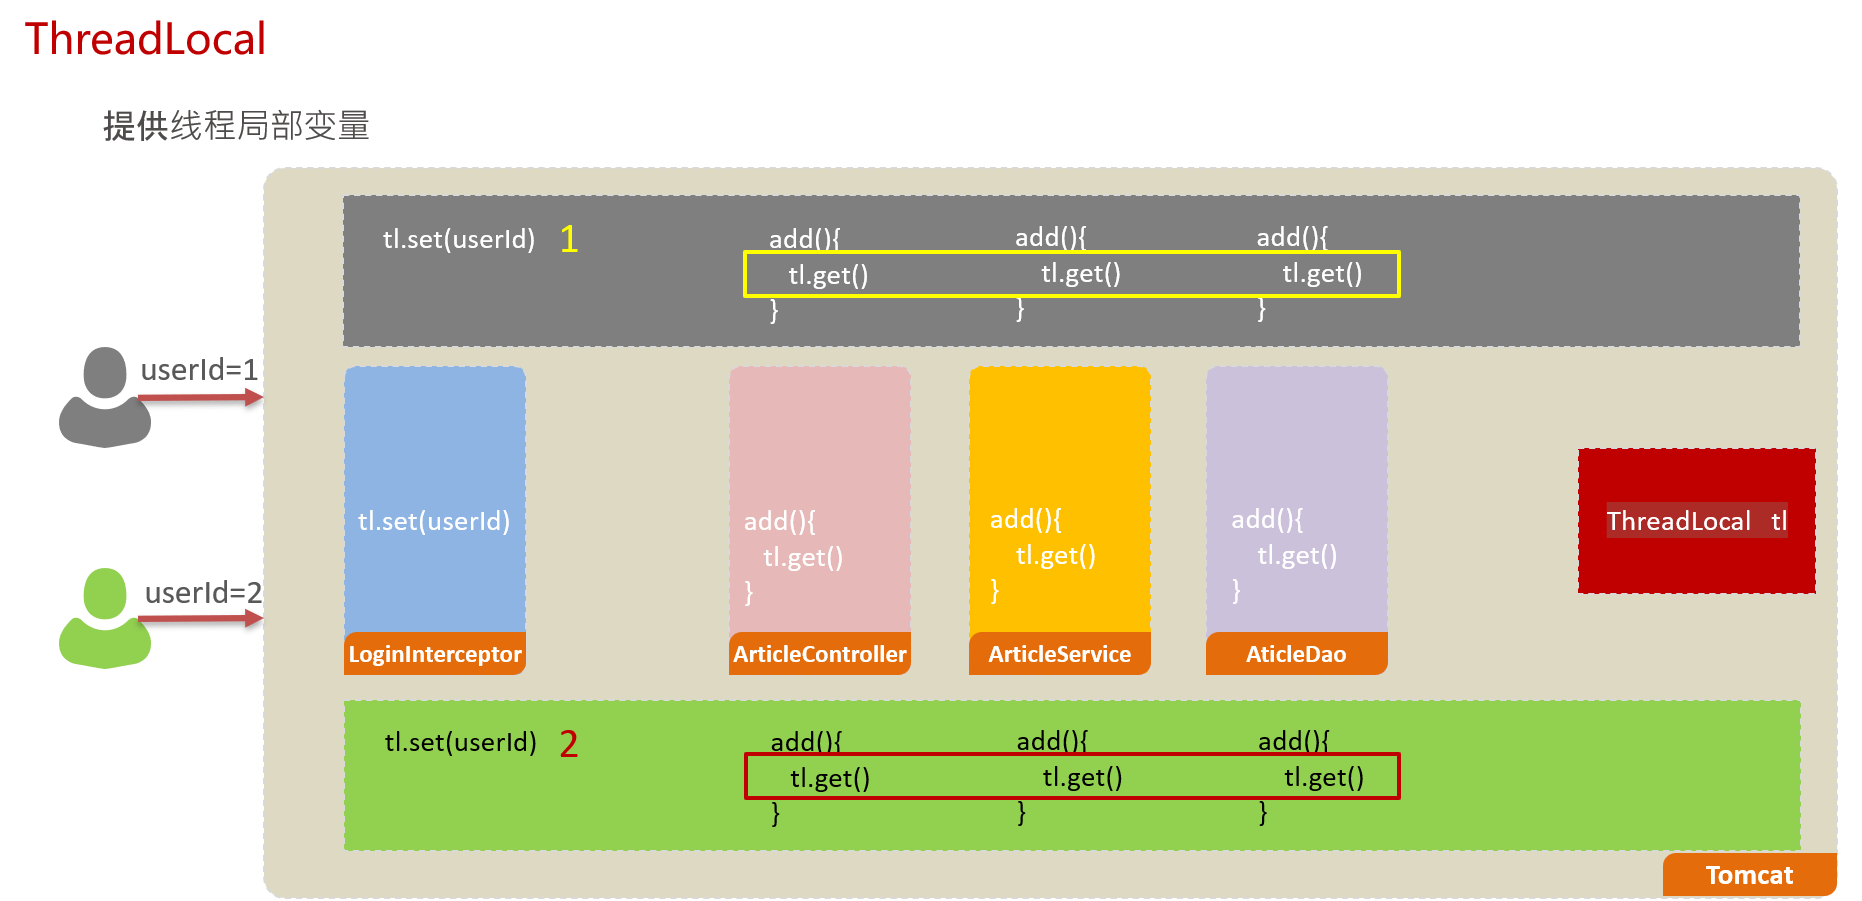 ThreadLocal
提供线程局部变量
tl.set(userId) 1
add(){
tl.get()
}
add(){
tl.get()
}
add(){
tl.get()
}
userId=1
userId=2
tl.set(userId)
LoginInterceptor
add(){
tl.get()
}
ArticleController
add(){
tl.get()
}
ArticleService
add(){
tl.get()
}
AticleDao
ThreadLocal tl
tl.set(userId) 2
add(){
tl.get()
}
add(){
tl.get()
}
add(){
tl.get()
}
Tomcat